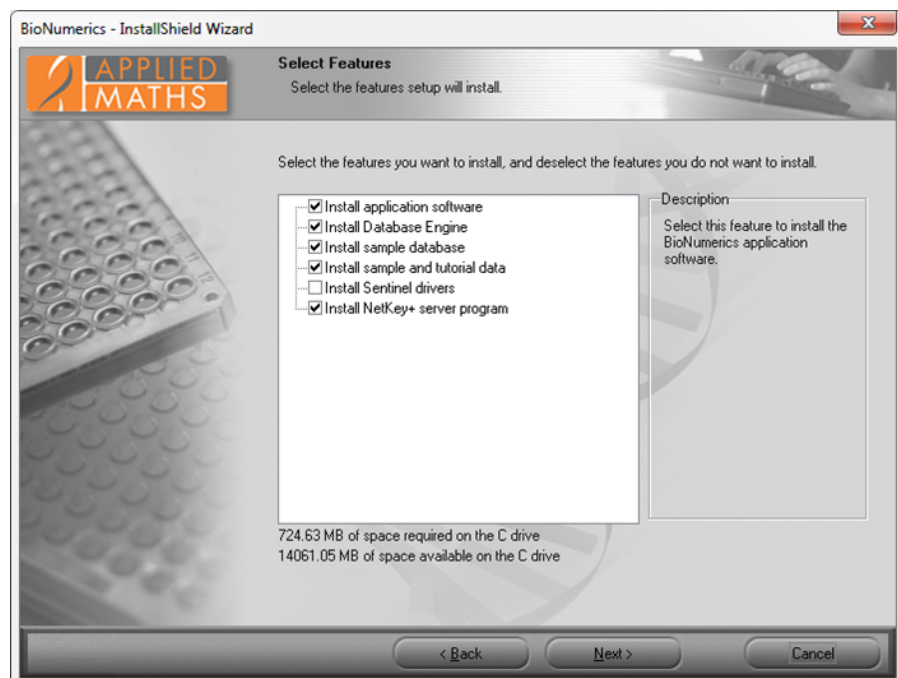 BioNumerics - InstallShield Wizard
APPLIED
MATHS
Select Features
Select the features setup will install.
Select the features you want to install, and deselect the features you do not want to install.
Install application software
Install Database Engine
Install sample database
Install sample and tutorial data
Install Sentinel drivers
Install NetKey+ server program
Description
Select this feature to install the
BioNumerics application
software.
724.63 MB of space required on the C drive
14061.05 MB of space available on the C drive
< Back
Next >
Cancel